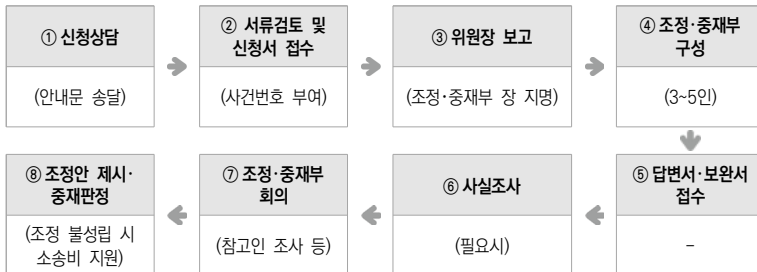 ① 신청상담
(안내문 송달)
② 서류검토 및
신청서 접수
(사건번호 부여)
③ 위원장 보고
(조정·중재부 장 지명)
④ 조정·중재부
구성
(3~5인)
⑤ 답변서·보완서
접수
-
⑥ 사실조사
(필요시)
⑦ 조정·중재부
회의
(참고인 조사 등)
⑧ 조정안 제시·
중재판정
(조정 불성립 시
소송비 지원)